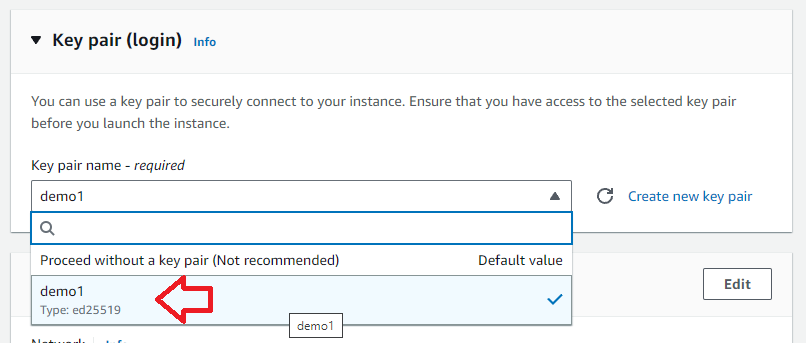 Key pair (login) Info
You can use a key pair to securely connect to your instance. Ensure that you have access to the selected key pair
before you launch the instance.
Key pair name - required
demo1
Create new key pair
Proceed without a key pair (Not recommended) Default value
demo1
Type: ed25519
Edit
demo1
Network Info